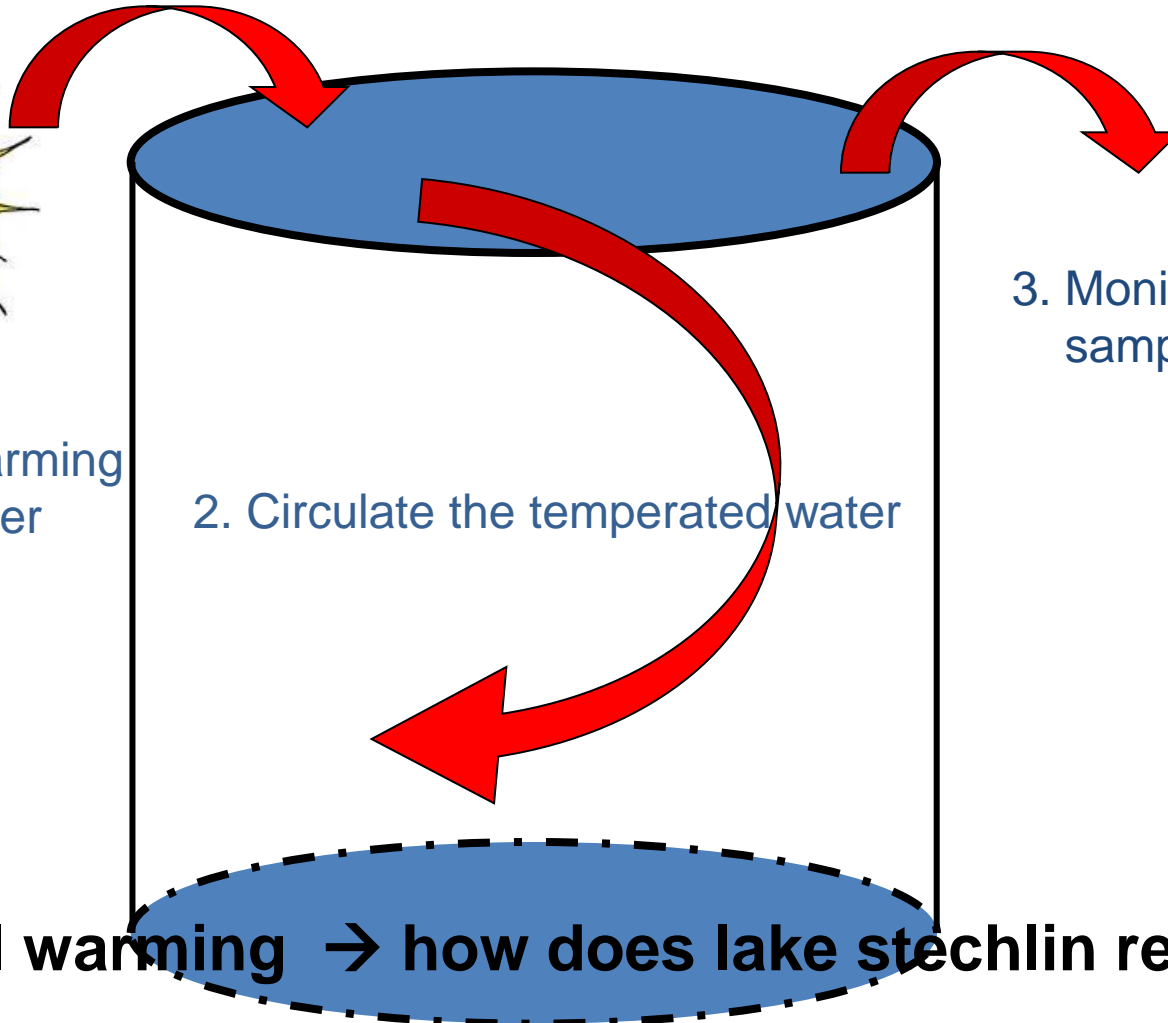 3. Moni
samp
arming
er
2. Circulate the temperated water
l warming → how does lake stechlin re